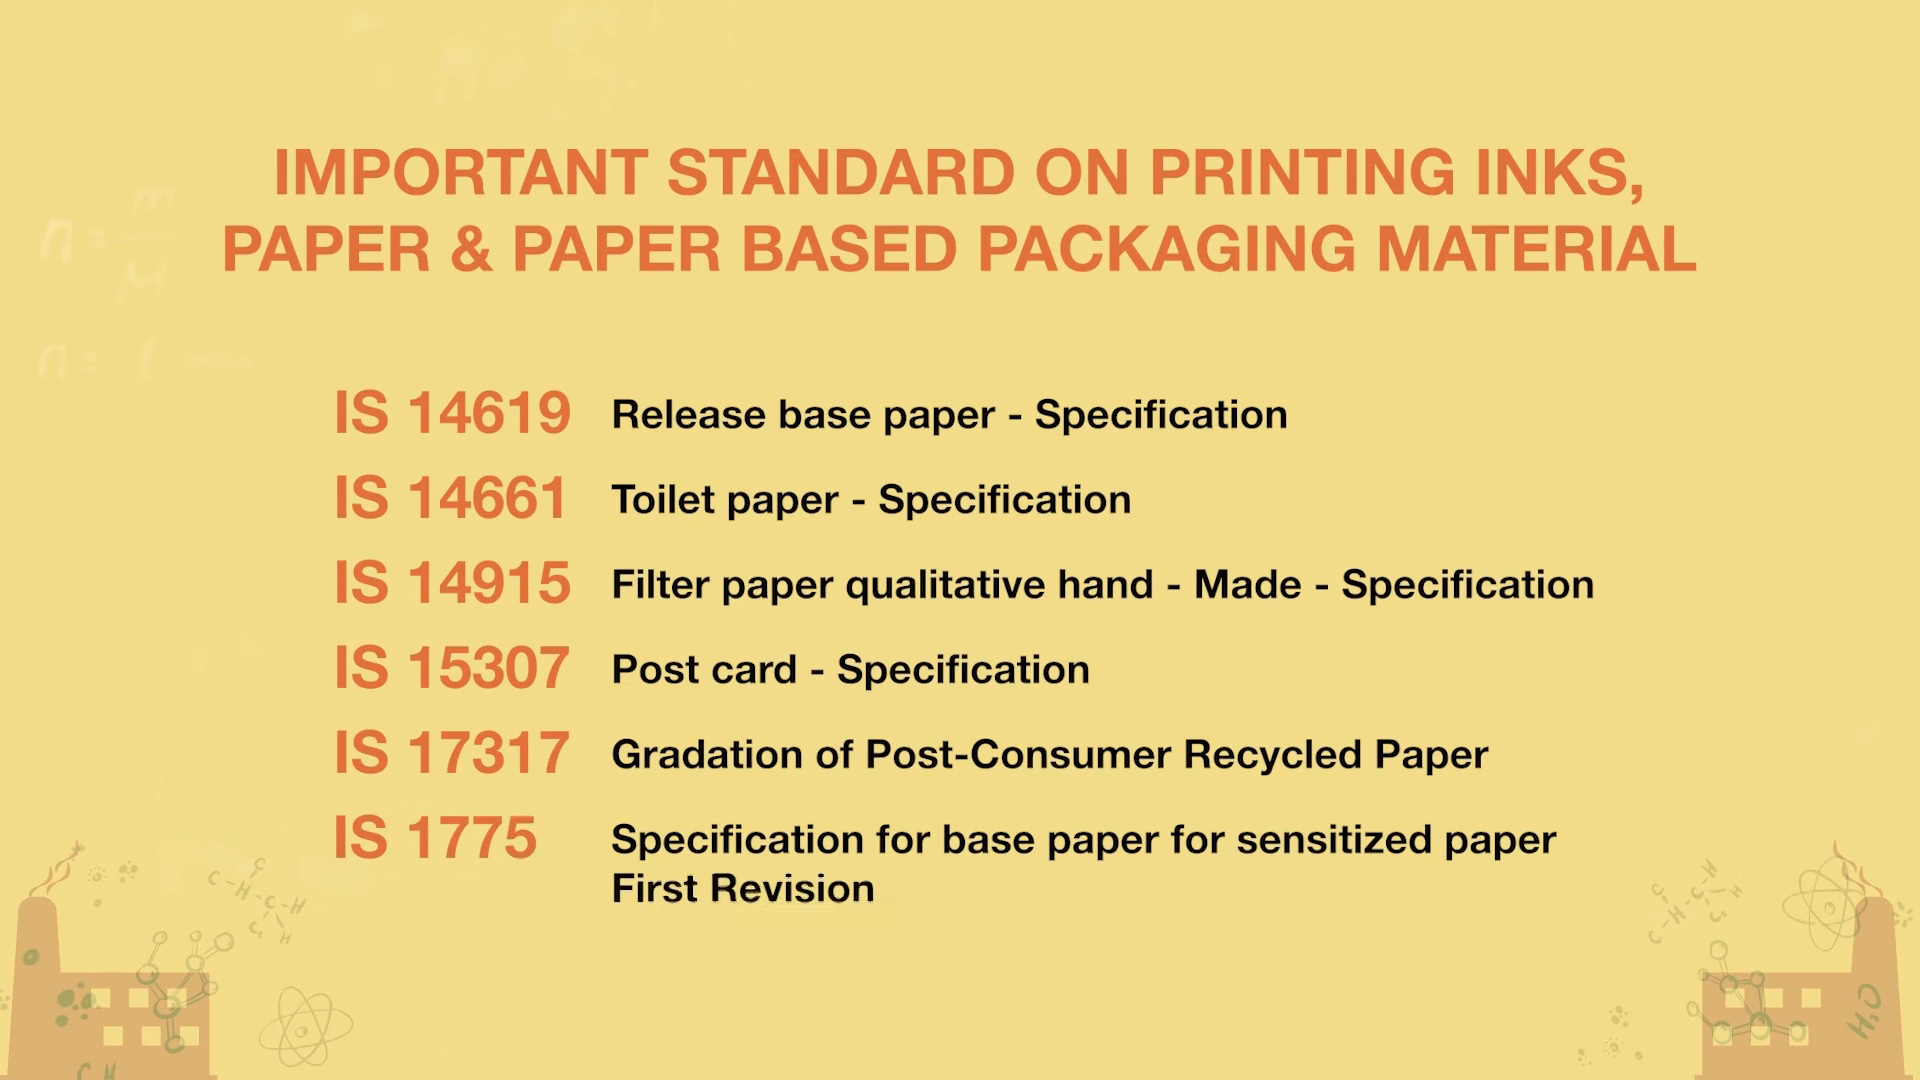 IMPORTANT STANDARD ON PRINTING INKS,
PAPER & PAPER BASED PACKAGING MATERIAL
IS 14619 Release base paper - Specification
IS 14661 Toilet paper - Specification
IS 14915 Filter paper qualitative hand - Made - Specification
IS 15307 Post card - Specification
IS 17317 Gradation of Post-Consumer Recycled Paper
IS 1775 Specification for base paper for sensitized paper
First Revision